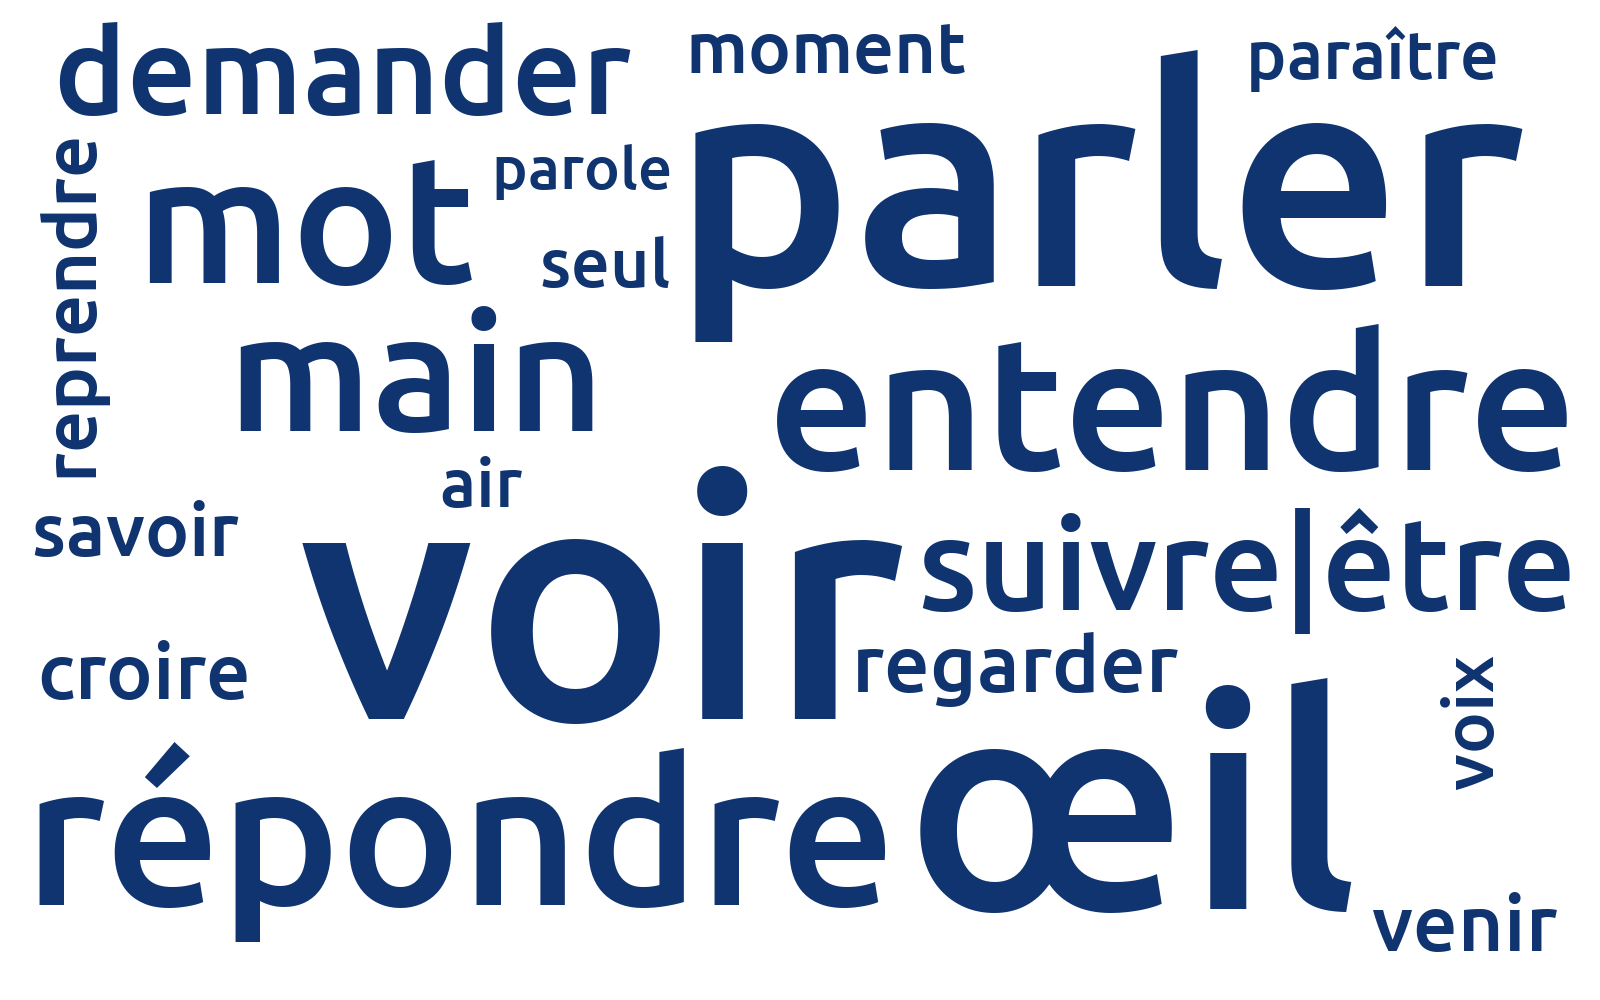 demander
moment
paraître
parler
mot
parole
reprendre
seul
main
entendre
air
savoir
voir
suivre|être
croire
regarder
voix
répondre
œil
venir